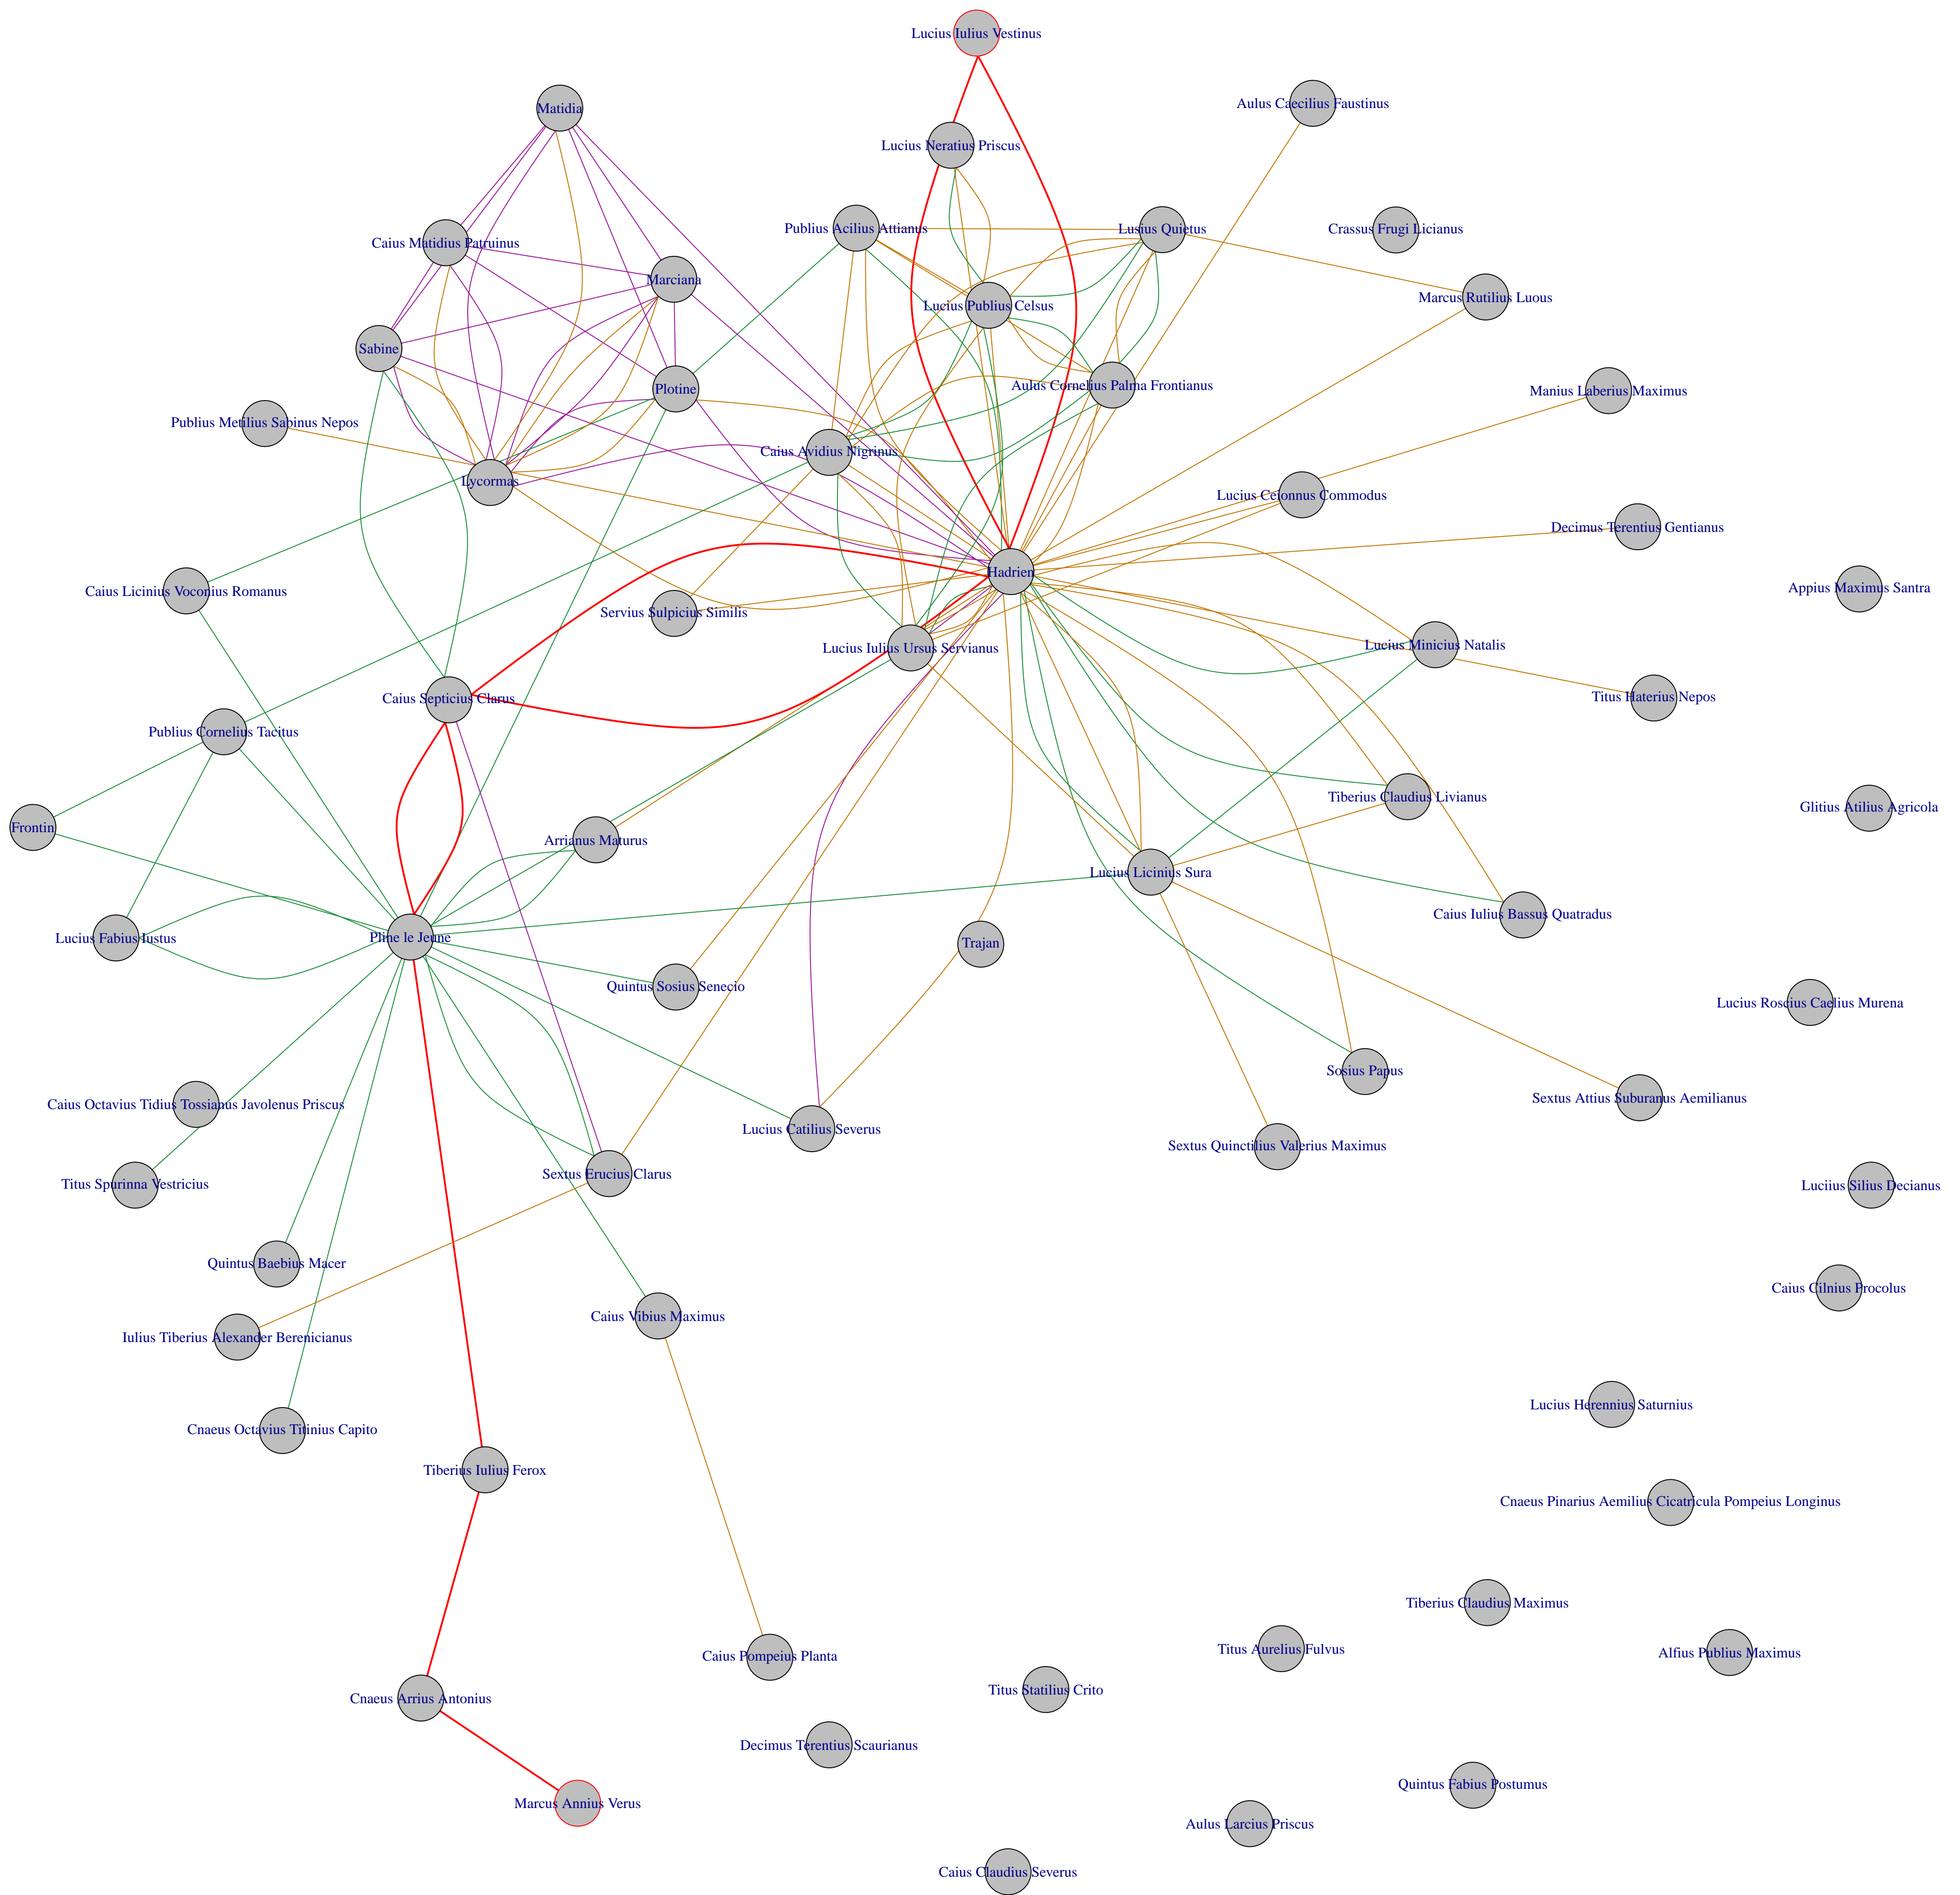 Lucius Iulius Vestinus
Aulus Caecilius Faustinus
Matidia
Lucius Neratius Priscus
Publius Acilius Attianus
Lusius Quietus
Crassus Frugi Licianus
Caius Matidius Patruinus
Marciana
Marcus Rutilius Luous
Lucius Publius Celsus
Sabine
Aulus Cornelius Palma Frontianus
Plotine
Manius Laberius Maximus
Publius Metilius Sabinus Nepos
Caius Avidius Nigrinus
Lycormas
Lucius Ceionnus Commodus
Decimus Terentius Gentianus
Hadrien
Caius Licinius Voconius Romanus
Appius Maximus Santra
Servius Sulpicius Similis
Lucius Iulius Ursus Servianus
Lucius Minicius Natalis
Caius Septicius Clarus
Titus Haterius Nepos
Publius Cornelius Tacitus
Tiberius Claudius Livianus
Glitius Atilius Agricola
Frontin
Arrianus Maturus
Lucius Licinius Sura
Caius Iulius Bassus Quatradus
Lucius Fabius Iustus
Pline le Jeune
Trajan
Quintus Sosius Senecio
Lucius Roscius Caelius Murena
Sosius Papus
Sextus Attius Suburanus Aemilianus
Caius Octavius Tidius Tossianus Javolenus Priscus
Lucius Catilius Severus
Sextus Quinctilius Valerius Maximus
Sextus Erucius Clarus
Titus Spurinna Vestricius
Luciius Silius Decianus
Quintus Baebius Macer
Caius Cilnius Procolus
Caius Vibius Maximus
Iulius Tiberius Alexander Berenicianus
Lucius Herennius Saturnius
Cnaeus Octavius Titinius Capito
Tiberius Iulius Ferox
Cnaeus Pinarius Aemilius Cicatricula Pompeius Longinus
Tiberius Claudius Maximus
Titus Aurelius Fulvus
Alfius Publius Maximus
Caius Pompeius Planta
Titus Statilius Crito
Cnaeus Arrius Antonius
Decimus Terentius Scaurianus
Quintus Fabius Postumus
Marcus Annius Verus
Aulus Larcius Priscus
Caius Claudius Severus